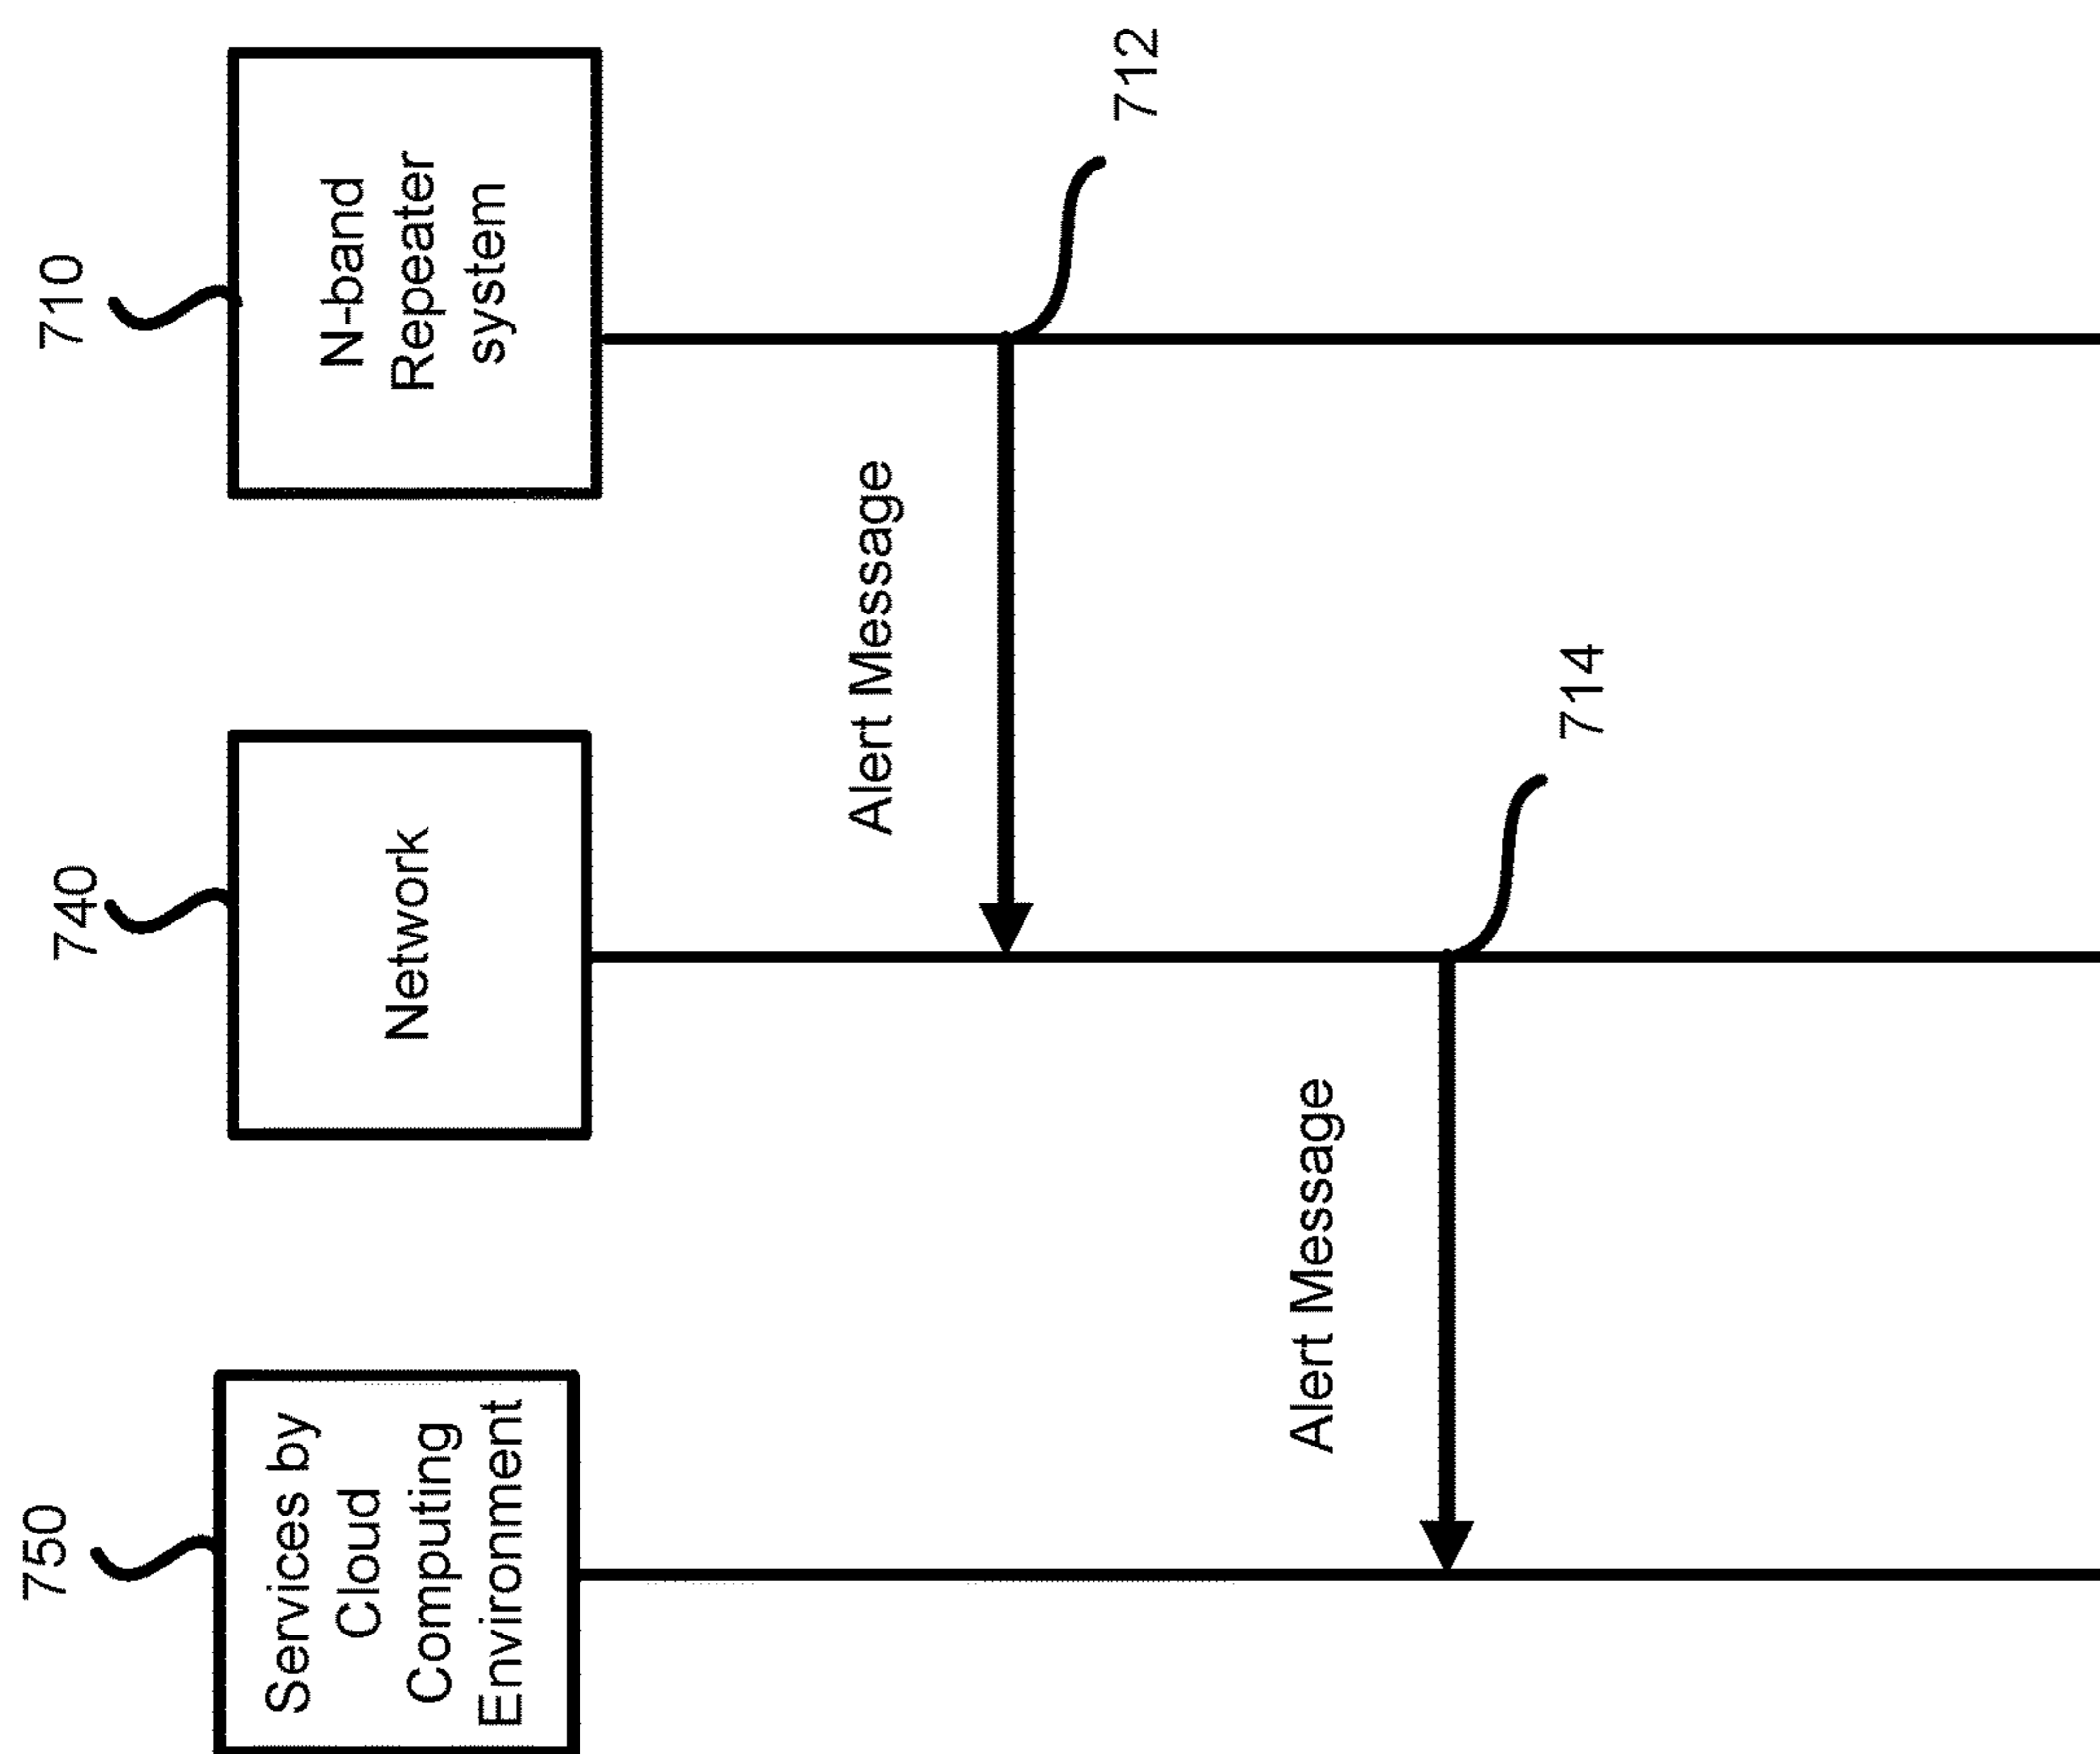 750
Services by
Cloud
Computing
Environment
740
Network
710
N-band
Repeater
system
Alert Message
712
Alert Message
714